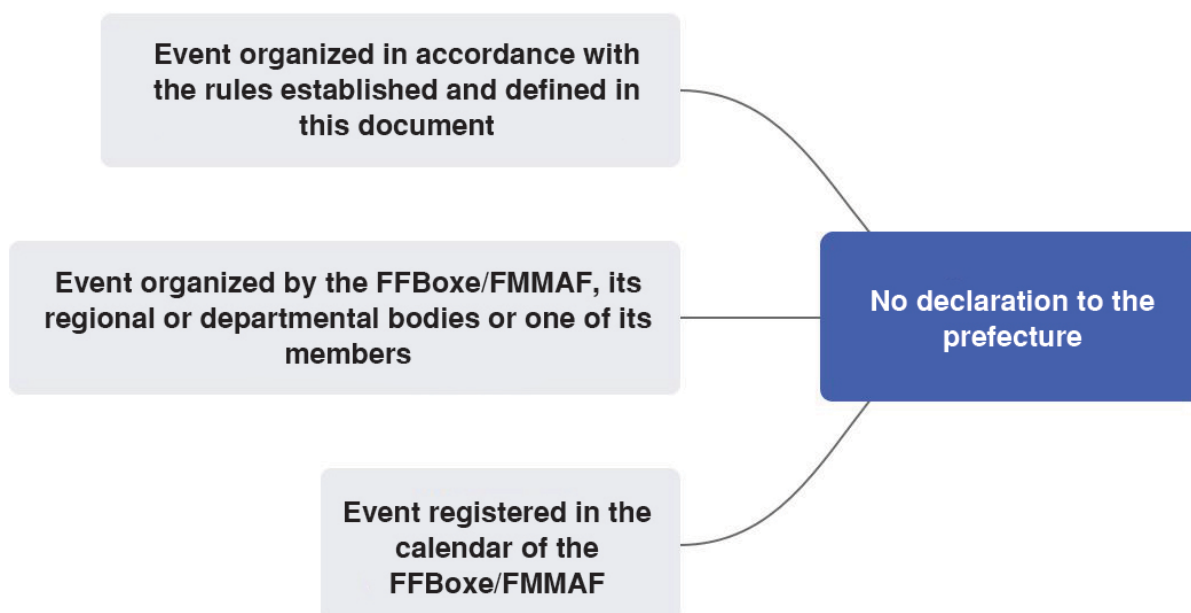 Event organized in accordance with
the rules established and defined in
this document
Event organized by the FFBoxe/FMMAF, its
regional or departmental bodies or one of its
members
No declaration to the
prefecture
Event registered in the
calendar of the
FFBoxe/FMMAF